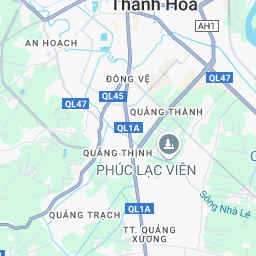 Thanh Hoa
AH1
AN HOẠCH
ĐÔNG VỆ
QL47
QL45
QL47
QUẢNG THÀNH
QL1A
QUẢNG THỊNH
PHÚC LẠC VIÊN
Sông Nhà Lê
QUẢNG TRẠCH
QL1A
TT. QUẢNG
XƯƠNG